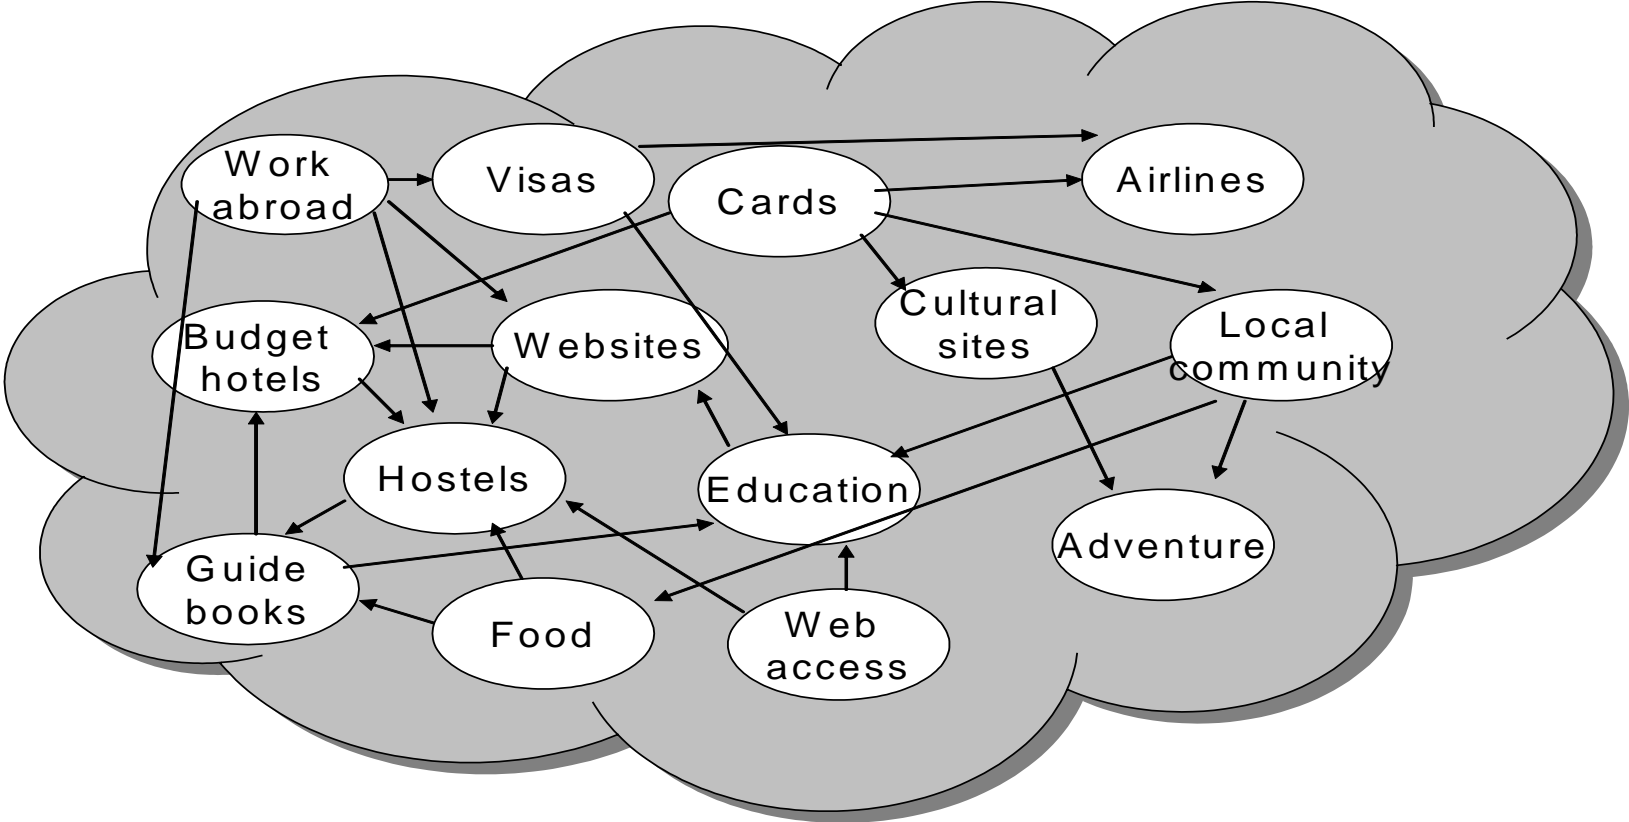 Work
abroad
Visas
Cards
Airlines
Budget
hotels
Websites
Cultural
sites
Local
community
Hostels
Education
Adventure
Guide
books
Food
Web
access